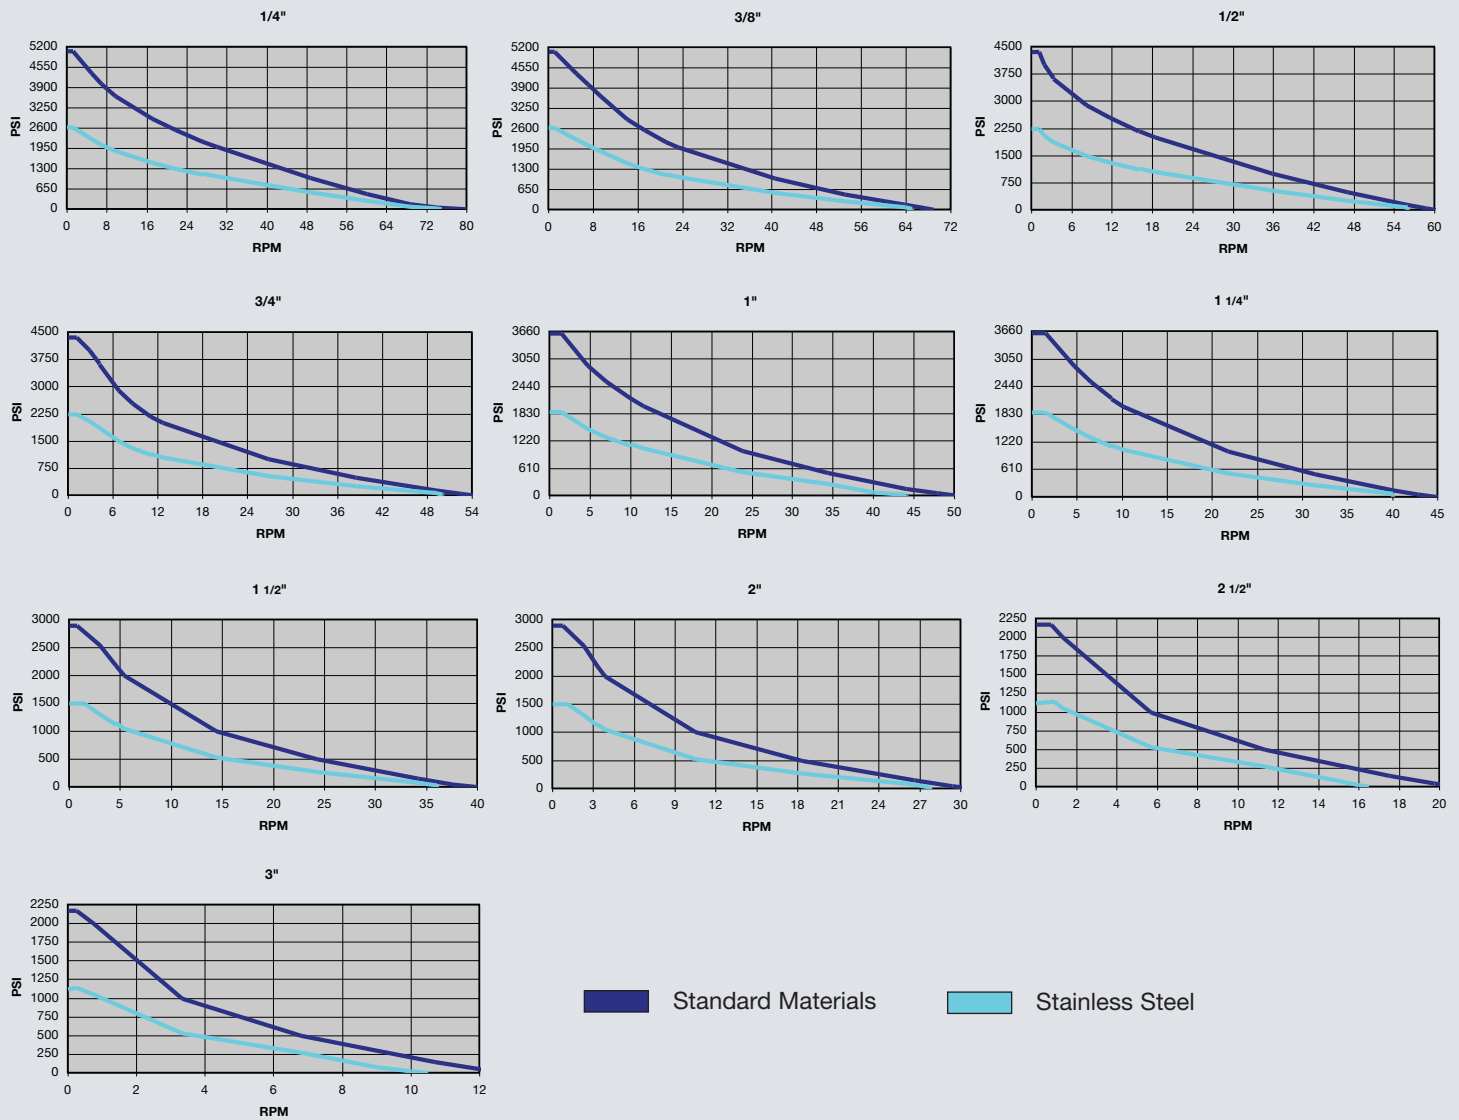 1/4"
5200
4550
3900
3250
2600
1950
1300
650
0
PSI
0 8 16 24 32 40 48 56 64 72 80
RPM
3/8"
5200
4550
3900
3250
2600
1950
1300
650
0
PSI
0 8 16 24 32 40 48 56 64 72
RPM
1/2"
4500
3750
3000
2250
1500
750
0
PSI
0 6 12 18 24 30 36 42 48 54 60
RPM
3/4"
4500
3750
3000
2250
1500
750
0
PSI
0 6 12 18 24 30 36 42 48 54
RPM
1"
3660
3050
2440
1830
1220
610
0
PSI
0 5 10 15 20 25 30 35 40 45 50
RPM
1 1/4"
3660
3050
2440
1830
1220
610
0
PSI
0 5 10 15 20 25 30 35 40 45
RPM
1 1/2"
3000
2500
2000
1500
1000
500
0
PSI
0 5 10 15 20 25 30 35 40
RPM
2"
3000
2500
2000
1500
1000
500
0
PSI
0 3 6 9 12 15 18 21 24 27 30
RPM
2 1/2"
2250
2000
1750
1500
1250
1000
750
500
250
0
PSI
0 2 4 6 8 10 12 14 16 18 20
RPM
3"
2250
2000
1750
1500
1250
1000
750
500
250
0
PSI
0 2 4 6 8 10 12
RPM
Standard Materials
Stainless Steel